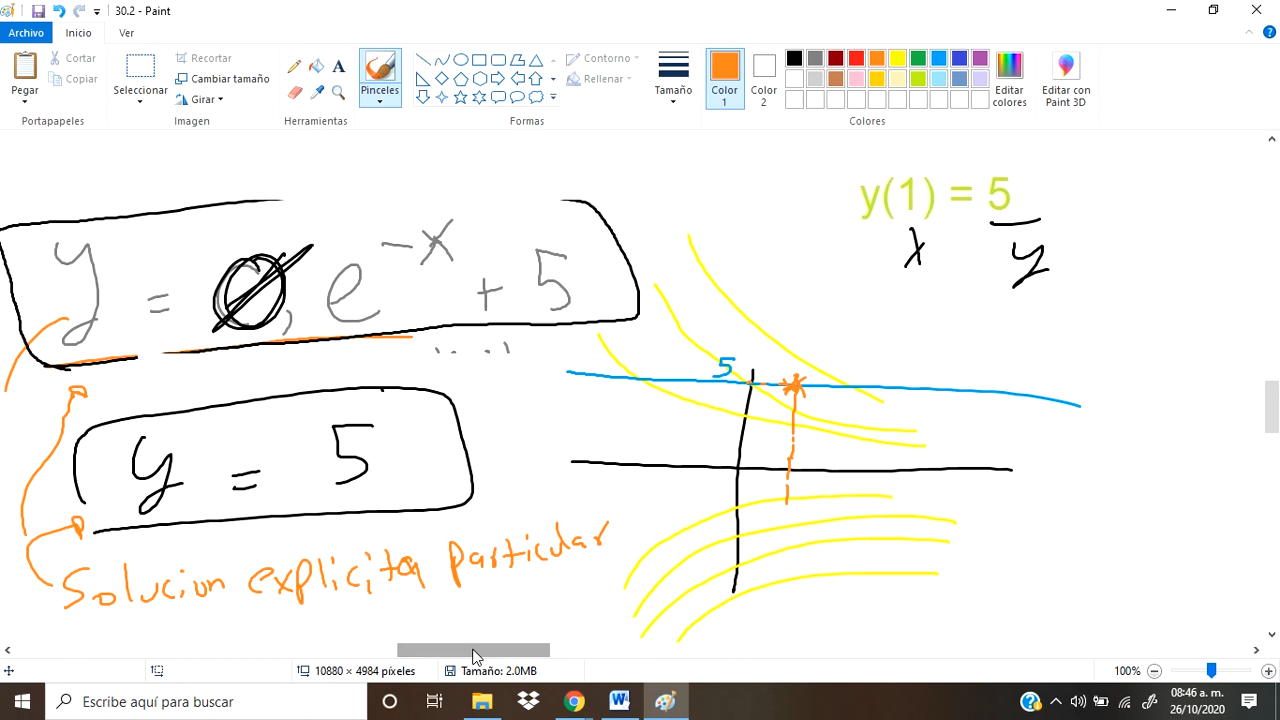 30.2 - Paint
Archivo Inicio Ver
Pegar
Cortar
Copiar
Portapapeles
Seleccionar
Recortar
Cambiar tamaño
Girar
Imagen
A
Herramientas
Pinceles
Contorno
Rellenar
Formas
Tamaño
Color 1
Color 2
Editar colores
Editar con Paint 3D
Colores
y(1) = 5
x y
y = 0 e^{-x} + 5
5
y = 5
Solucion explicita particular
10880 × 4984 píxeles
Tamaño: 2.0MB
100%
Escribe aquí para buscar
08:46 a. m.
26/10/2020